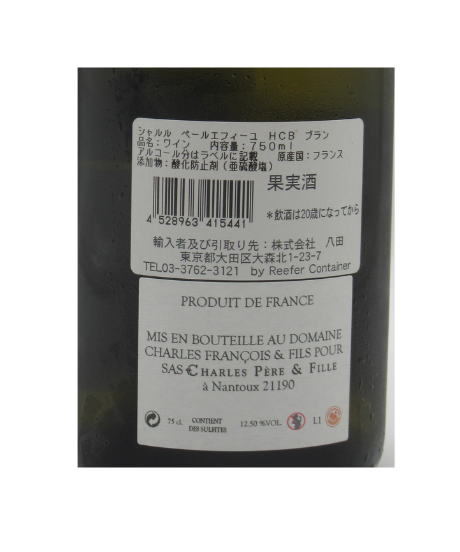 シャルル ペールエフィーユ HCB ブラン
品名：ワイン 内容量：750ml
アルコール分はラベルに記載 原産国：フランス
添加物：酸化防止剤（亜硫酸塩）
果実酒
4 528963 415441
＊飲酒は20歳になってから
輸入者及び引取り先：株式会社 八田
東京都大田区大森北1-23-7
TEL03-3762-3121 by Reefer Container
PRODUIT DE FRANCE
MIS EN BOUTEILLE AU DOMAINE
CHARLES FRANÇOIS & FILS POUR
SAS CHARLES PÈRE & FILLE
à Nantoux 21190
75 cl. CONTIENT DES SULFITES 12.50 %VOL. L1